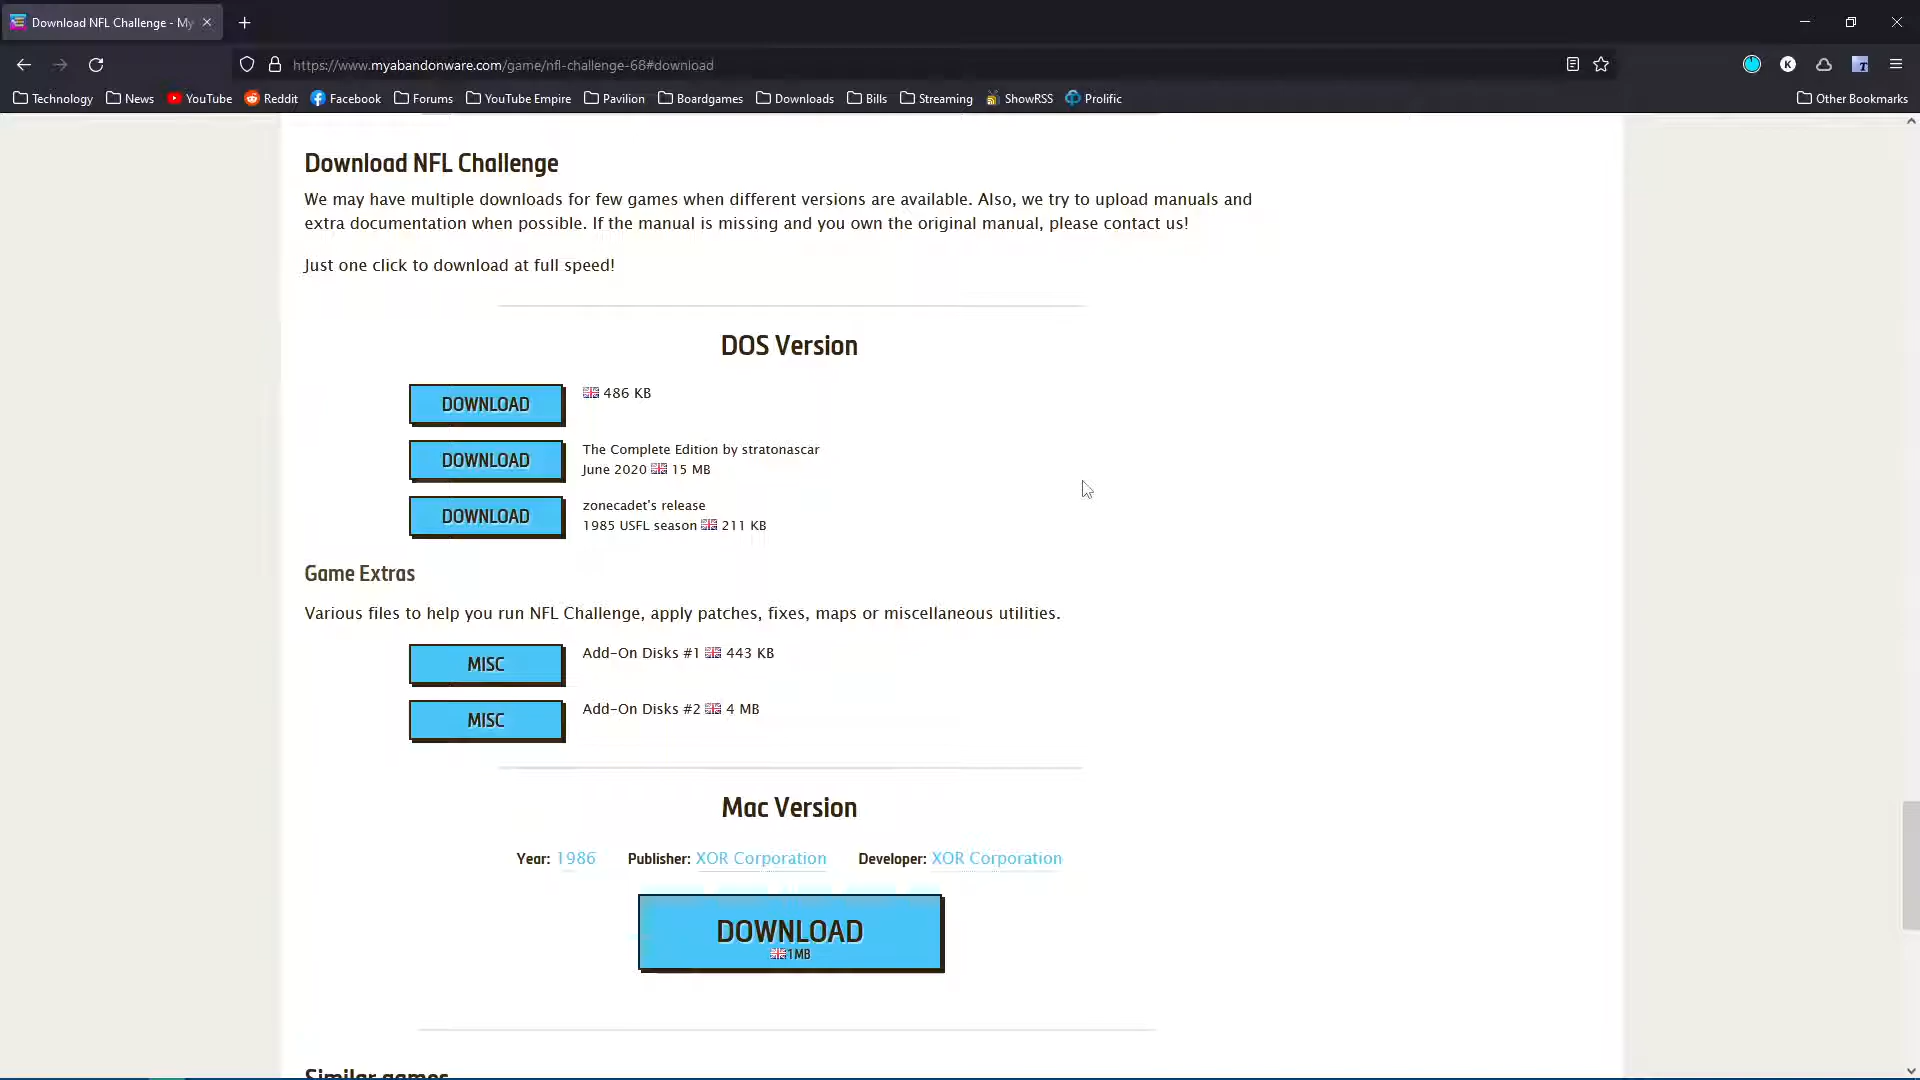 Download NFL Challenge - My
https://www.myabandonware.com/game/nfl-challenge-68#download
K
T
Technology
News
YouTube
Reddit
Facebook
Forums
YouTube Empire
Pavilion
Boardgames
Downloads
Bills
Streaming
ShowRSS
Prolific
Other Bookmarks
Download NFL Challenge
We may have multiple downloads for few games when different versions are available. Also, we try to upload manuals and
extra documentation when possible. If the manual is missing and you own the original manual, please contact us!
Just one click to download at full speed!
DOS Version
DOWNLOAD
486 KB
DOWNLOAD
The Complete Edition by stratonascar
June 2020 15 MB
DOWNLOAD
zonecadet's release
1985 USFL season 211 KB
Game Extras
Various files to help you run NFL Challenge, apply patches, fixes, maps or miscellaneous utilities.
MISC
Add-On Disks #1 443 KB
MISC
Add-On Disks #2 4 MB
Mac Version
Year: 1986 Publisher: XOR Corporation Developer: XOR Corporation
DOWNLOAD
1 MB
Similar games